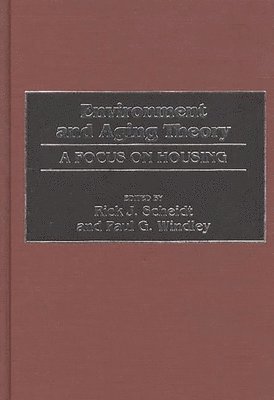 Environment
and Aging Theory
A FOCUS ON HOUSING
EDITED BY
Rick J. Scheidt
and Paul G. Windley